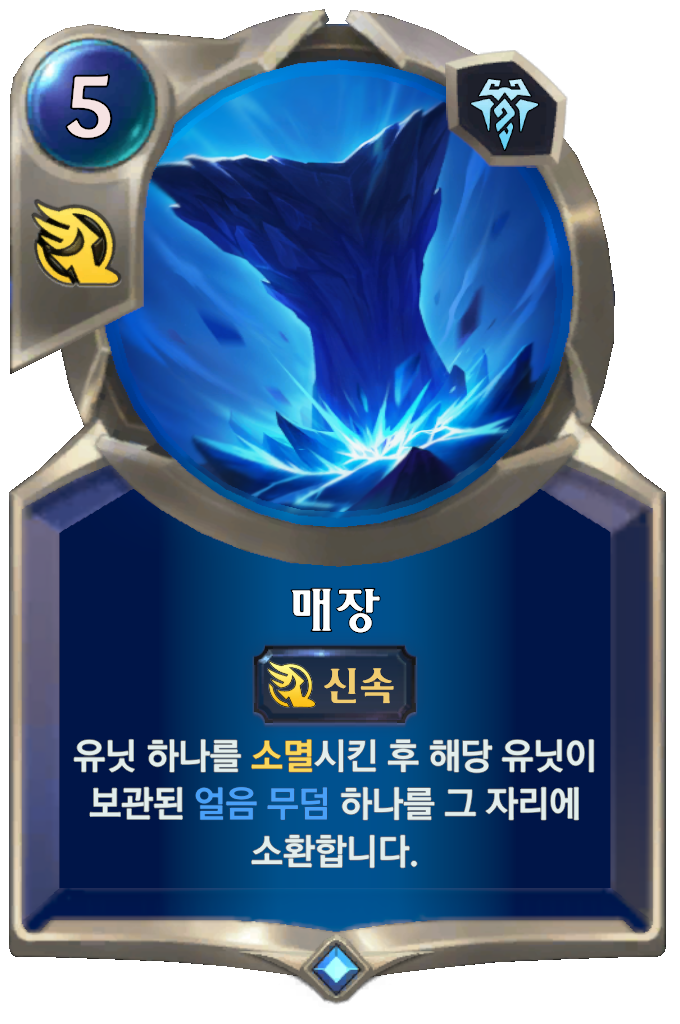 5
매장
신속
유닛 하나를 소멸시킨 후 해당 유닛이
보관된 얼음 무덤 하나를 그 자리에
소환합니다.